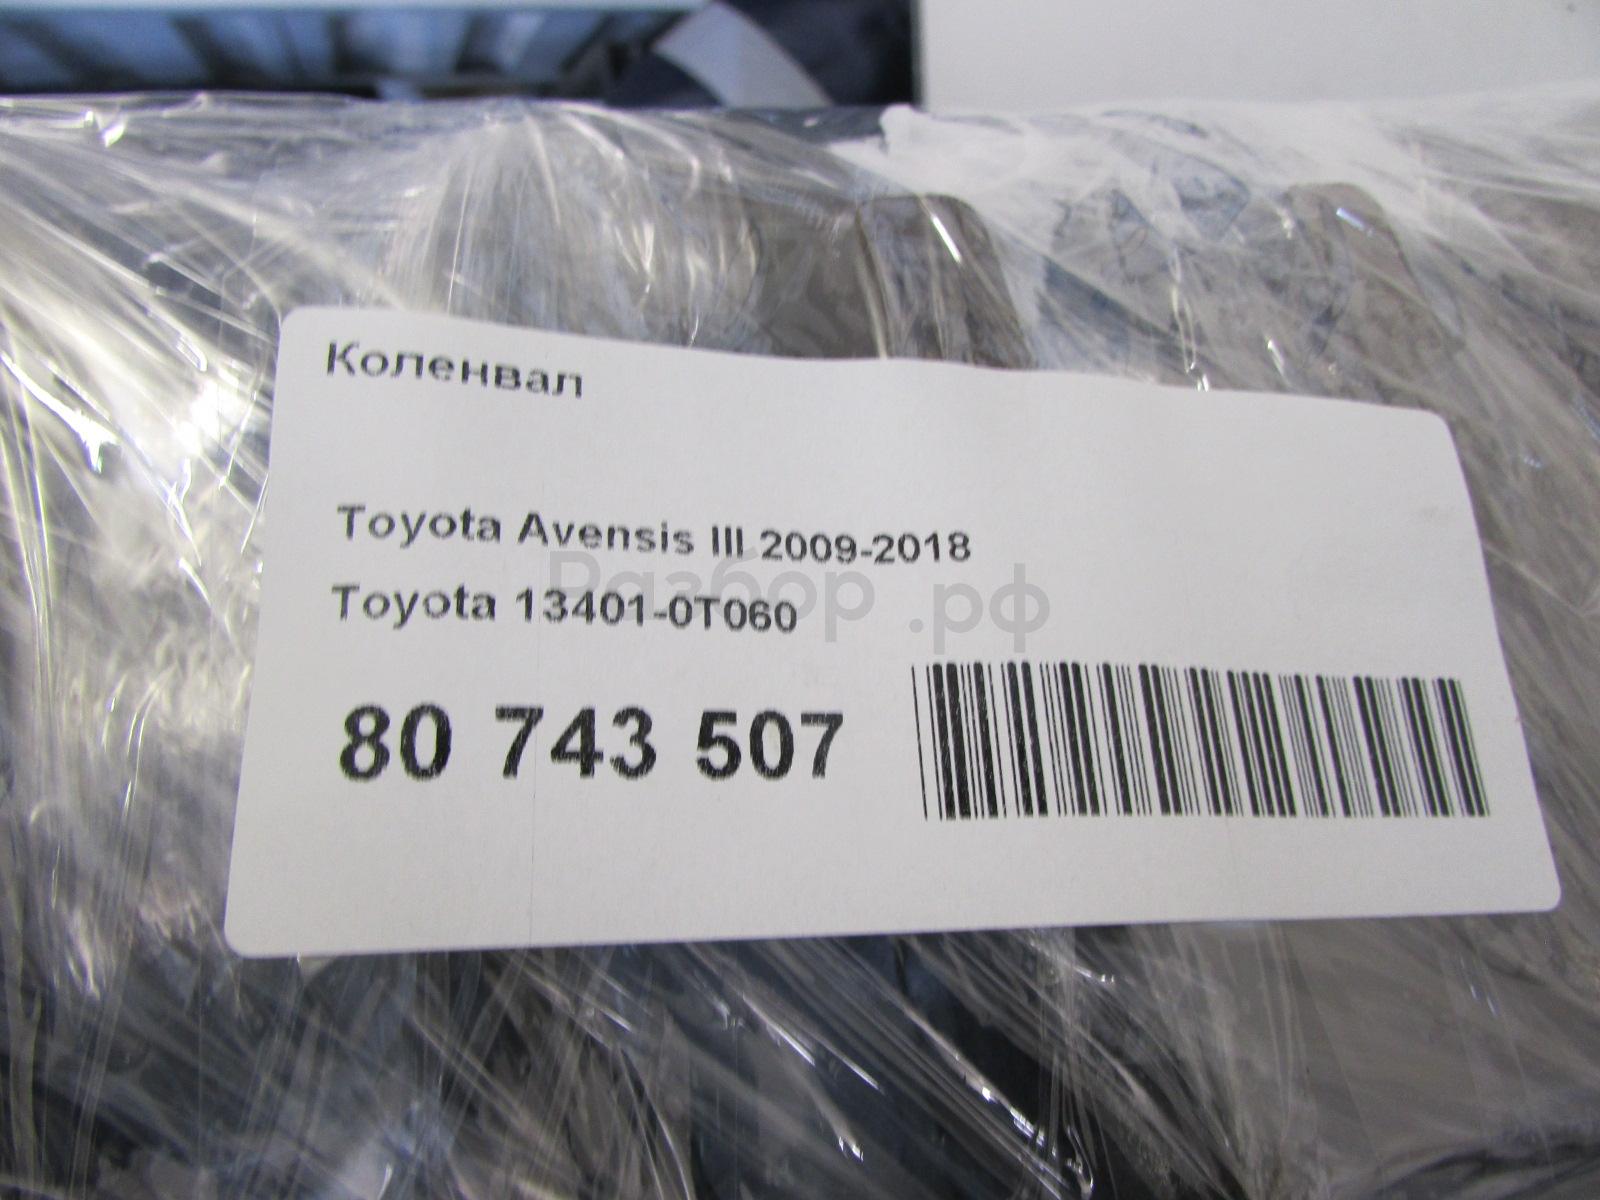 Коленвал
Toyota Avensis III 2009-2018
Toyota 13401-0T060
Разбор.рф
80 743 507